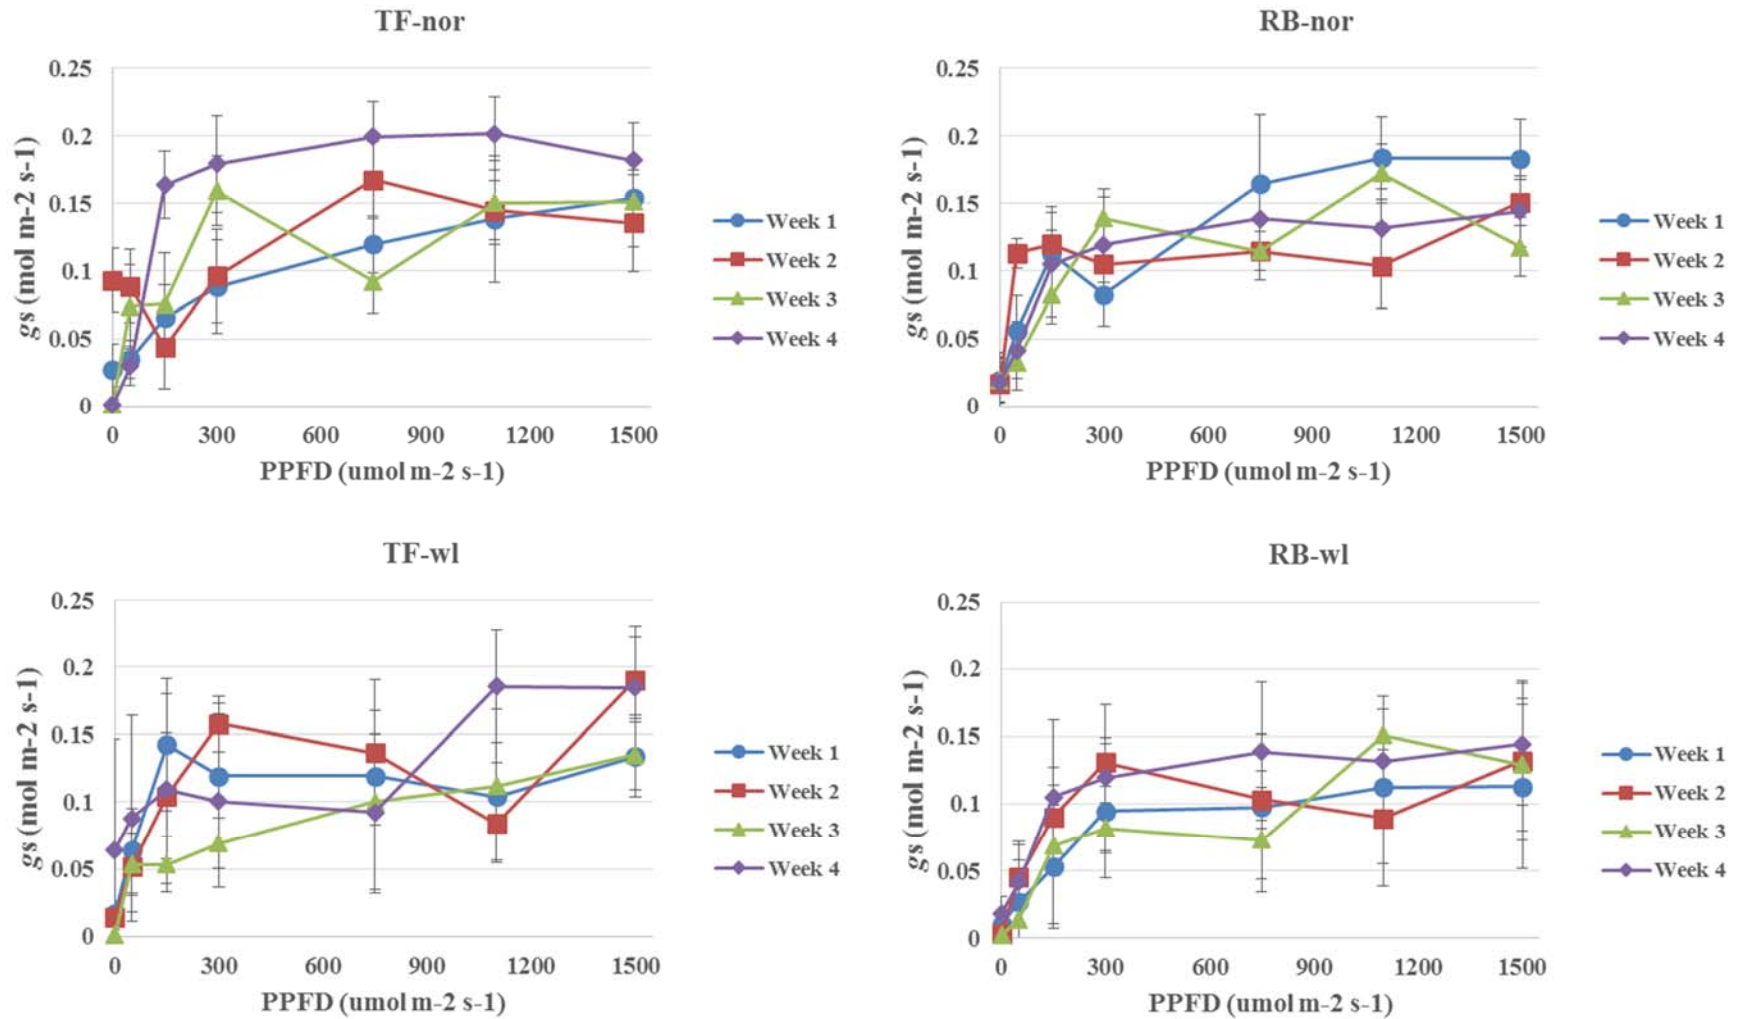 TF-nor
0.25
0.2
0.15
0.1
0.05
0
gs (mol m-2 s-1)
0 300 600 900 1200 1500
PPFD (umol m-2 s-1)
Week 1
Week 2
Week 3
Week 4
RB-nor
0.25
0.2
0.15
0.1
0.05
0
gs (mol m-2 s-1)
0 300 600 900 1200 1500
PPFD (umol m-2 s-1)
Week 1
Week 2
Week 3
Week 4
TF-wl
0.25
0.2
0.15
0.1
0.05
0
gs (mol m-2 s-1)
0 300 600 900 1200 1500
PPFD (umol m-2 s-1)
Week 1
Week 2
Week 3
Week 4
RB-wl
0.25
0.2
0.15
0.1
0.05
0
gs (mol m-2 s-1)
0 300 600 900 1200 1500
PPFD (umol m-2 s-1)
Week 1
Week 2
Week 3
Week 4